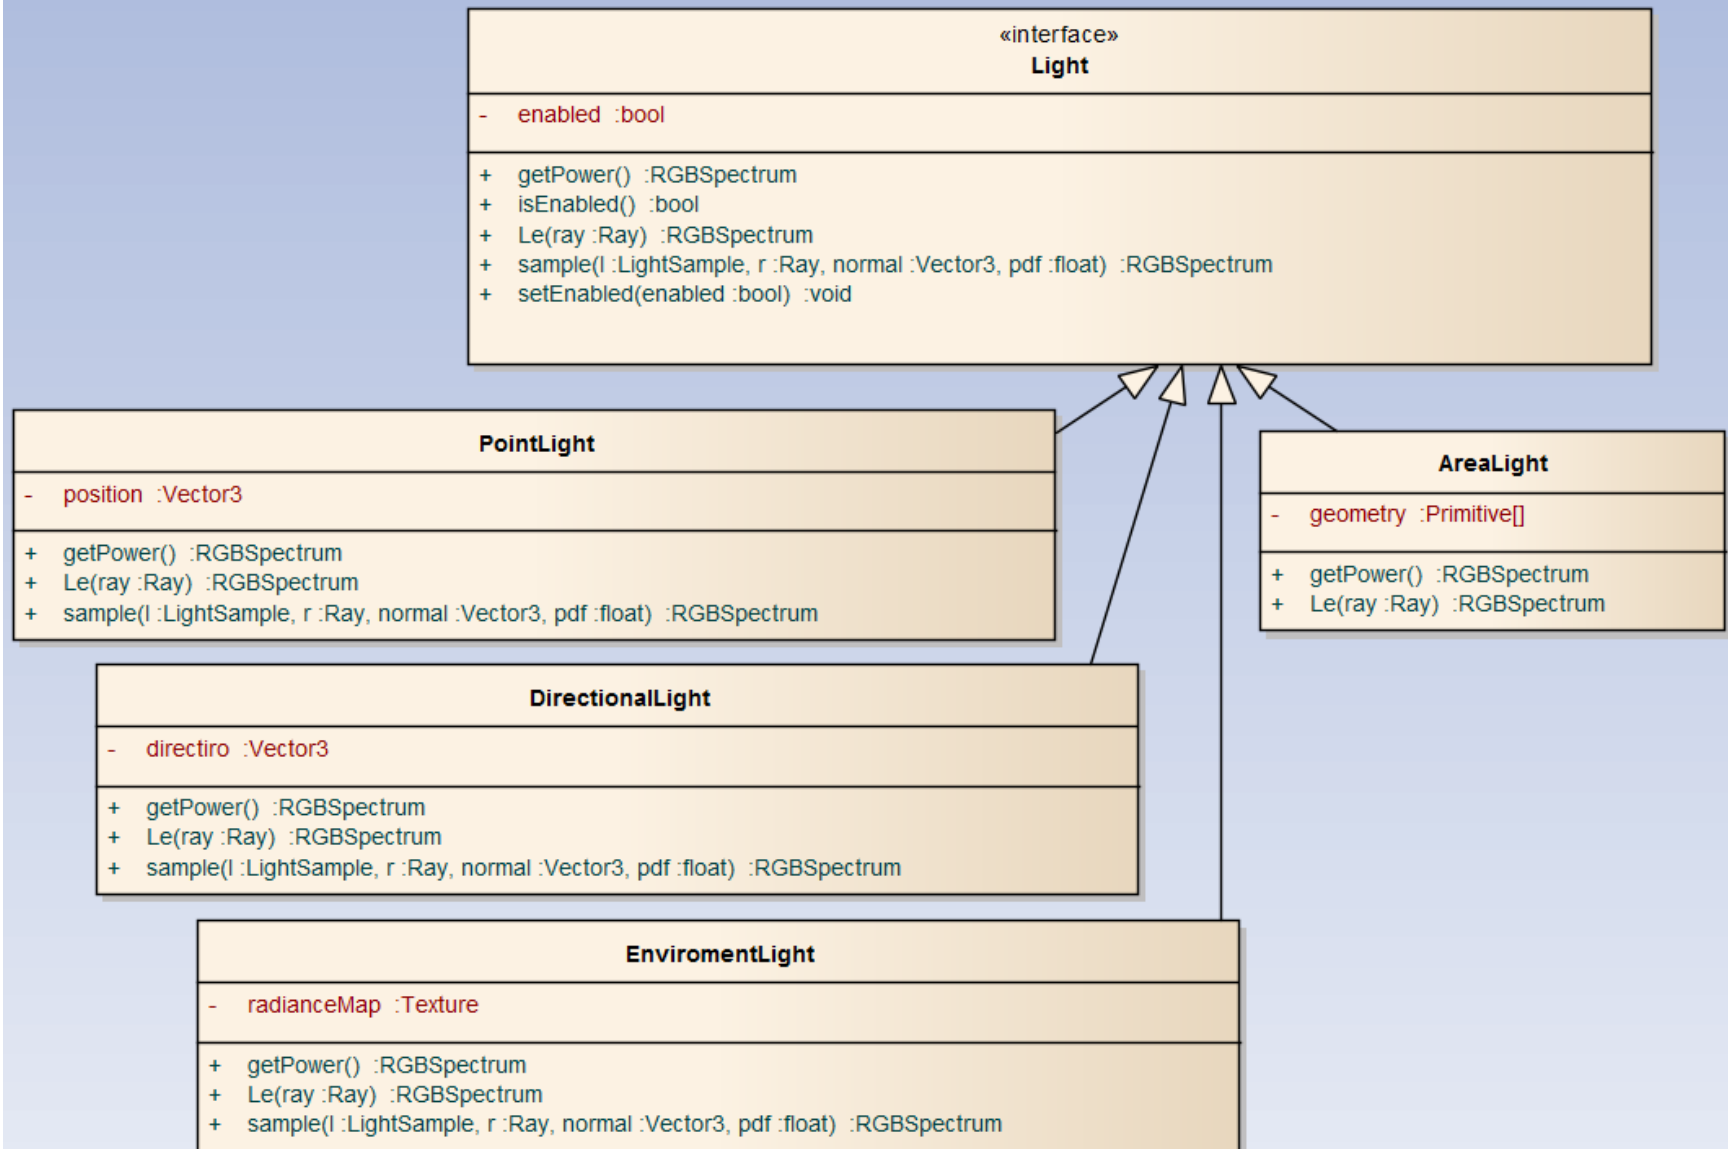 «interface»
Light
- enabled :bool
+ getPower() :RGBSpectrum
+ isEnabled() :bool
+ Le(ray :Ray) :RGBSpectrum
+ sample(l :LightSample, r :Ray, normal :Vector3, pdf :float) :RGBSpectrum
+ setEnabled(enabled :bool) :void
PointLight
- position :Vector3
+ getPower() :RGBSpectrum
+ Le(ray :Ray) :RGBSpectrum
+ sample(l :LightSample, r :Ray, normal :Vector3, pdf :float) :RGBSpectrum
AreaLight
- geometry :Primitive[]
+ getPower() :RGBSpectrum
+ Le(ray :Ray) :RGBSpectrum
DirectionalLight
- directiro :Vector3
+ getPower() :RGBSpectrum
+ Le(ray :Ray) :RGBSpectrum
+ sample(l :LightSample, r :Ray, normal :Vector3, pdf :float) :RGBSpectrum
EnviromentLight
- radianceMap :Texture
+ getPower() :RGBSpectrum
+ Le(ray :Ray) :RGBSpectrum
+ sample(l :LightSample, r :Ray, normal :Vector3, pdf :float) :RGBSpectrum